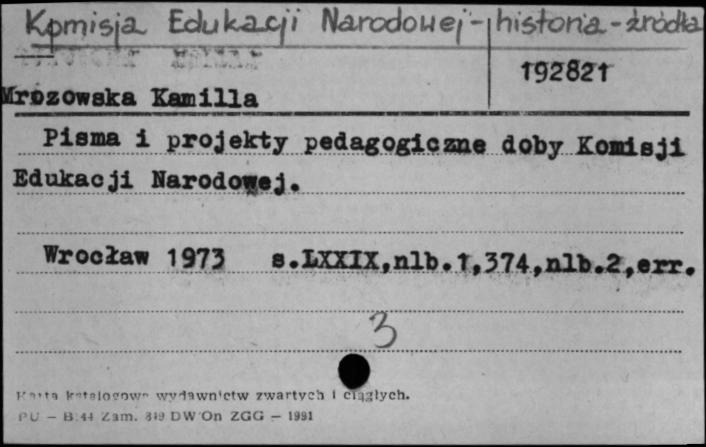 Komisja Edukacji Narodowej - historia - źródła
192821
Mrozowska Kamilla
Pisma i projekty pedagogiczne doby Komisji
Edukacji Narodowej.
Wrocław 1973 s.LXXIX,nlb.1,374,nlb.2,err.
3
Karta katalogowa wydawnictw zwartych i ciągłych.
PU – B.44 Zam. 819 DW On ZGG – 1991